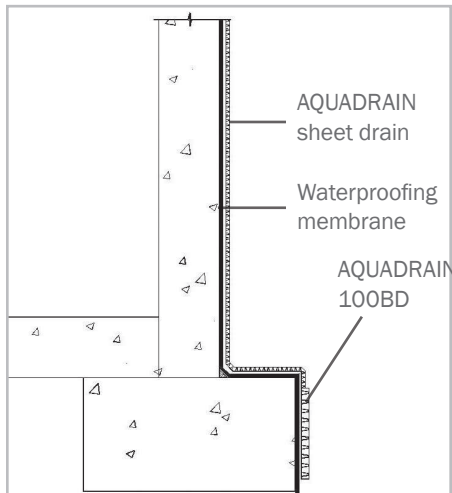 AQUADRAIN
sheet drain
Waterproofing
membrane
AQUADRAIN
100BD